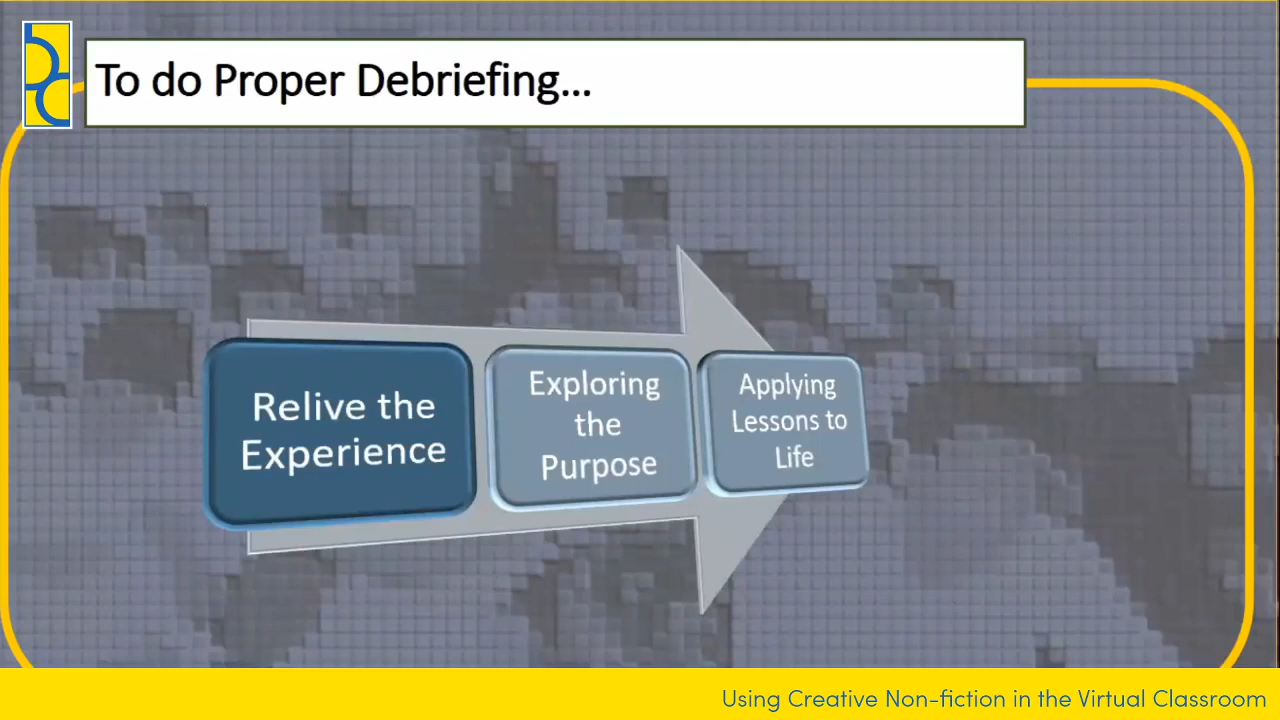 To do Proper Debriefing...
Relive the
Experience
Exploring
the
Purpose
Applying
Lessons to
Life
Using Creative Non-fiction in the Virtual Classroom